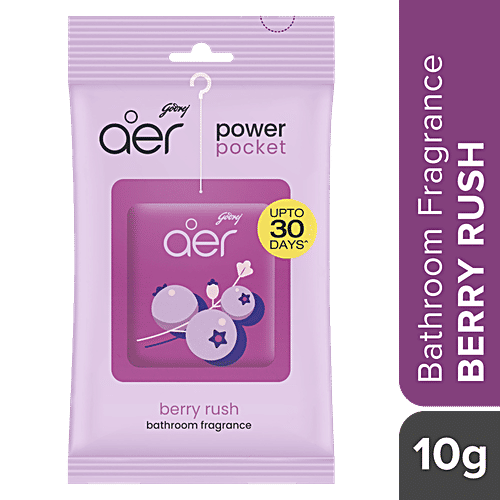 Godrej
aer
power
pocket
UPTO
30
DAYS^
Godrej
aer
berry rush
bathroom fragrance
Bathroom Fragrance
BERRY RUSH
10g